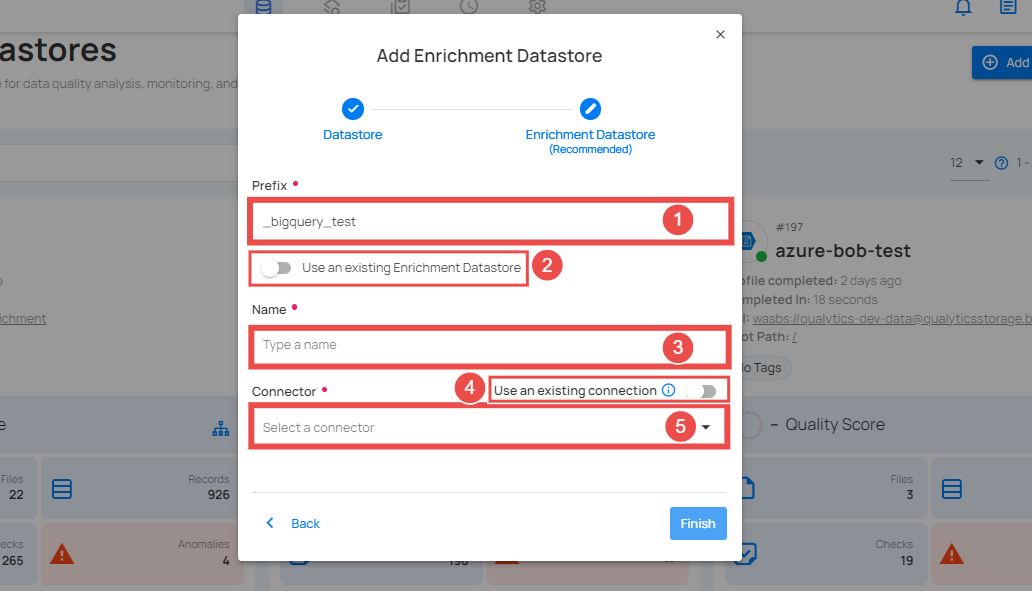 Add Enrichment Datastore
Datastore
Enrichment Datastore
(Recommended)
Prefix
_bigquery_test
1
Use an existing Enrichment Datastore
2
Name
Type a name
3
Connector
4
Use an existing connection
Select a connector
5
Back
Finish
astores
e for data quality analysis, monitoring, and
Add
12
1 -
#197
azure-bob-test
ofile completed: 2 days ago
mpleted In: 18 seconds
I: wasbs://qualytics-dev-data@qualyticsstorage.b
ot Path: /
o Tags
ichment
– Quality Score
Files
22
Records
926
Files
3
ecks
265
Anomalies
4
Checks
19